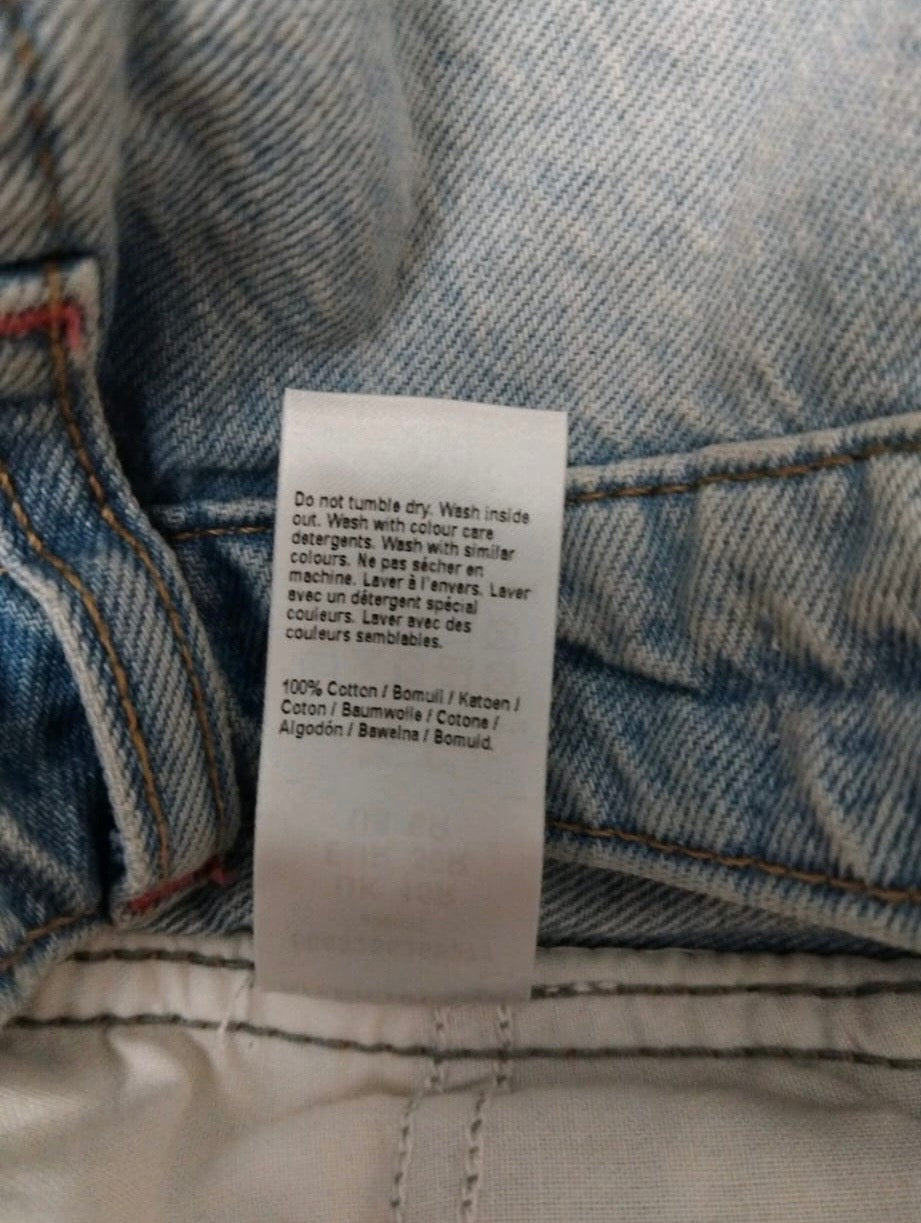 Do not tumble dry. Wash inside
out. Wash with colour care
detergents. Wash with similar
colours. Ne pas sécher en
machine. Laver à l'envers. Laver
avec un détergent spécial
couleurs. Laver avec des
couleurs semblables.
100% Cotton / Bomull / Katoen /
Coton / Baumwolle / Cotone /
Algodón / Bawełna / Bomuld.